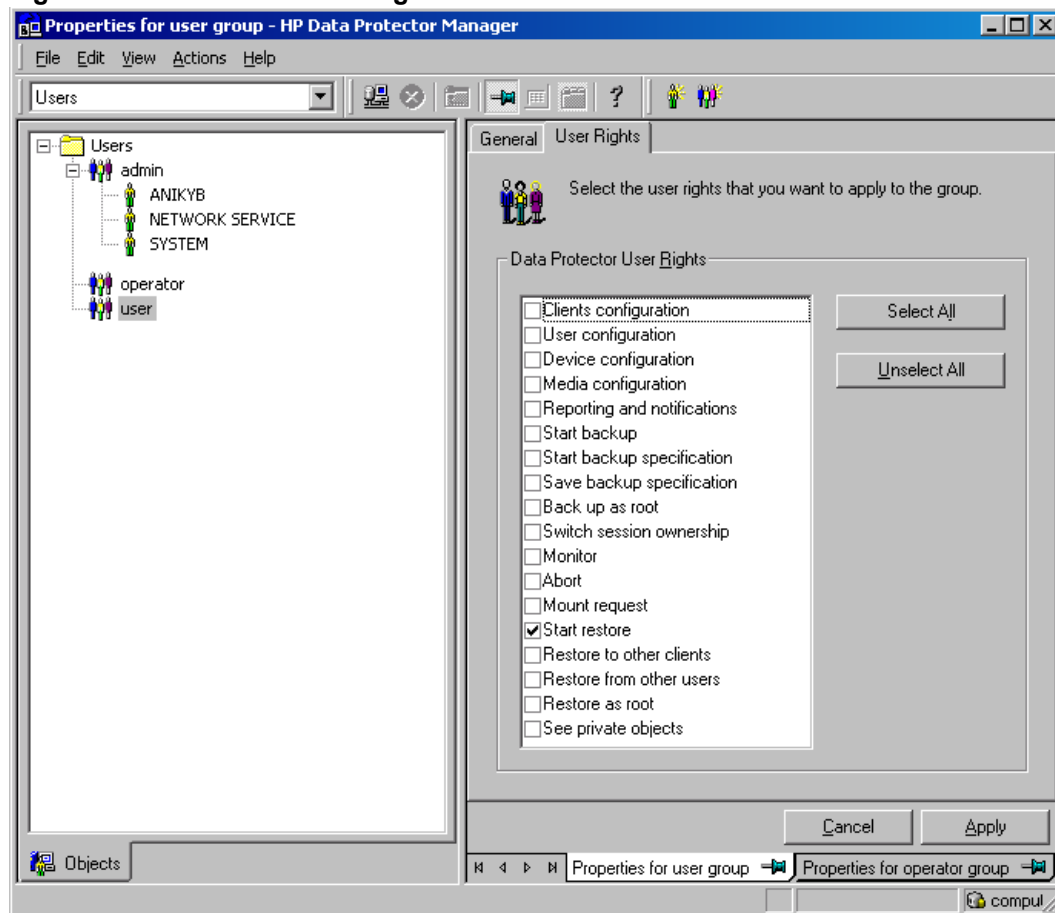 Properties for user group - HP Data Protector Manager
File Edit View Actions Help
Users
Users
admin
ANIKYB
NETWORK SERVICE
SYSTEM
operator
user
Objects
General User Rights
Select the user rights that you want to apply to the group.
Data Protector User Rights
Clients configuration
User configuration
Device configuration
Media configuration
Reporting and notifications
Start backup
Start backup specification
Save backup specification
Back up as root
Switch session ownership
Monitor
Abort
Mount request
Start restore
Restore to other clients
Restore from other users
Restore as root
See private objects
Select All
Unselect All
Cancel Apply
Properties for user group Properties for operator group
compul